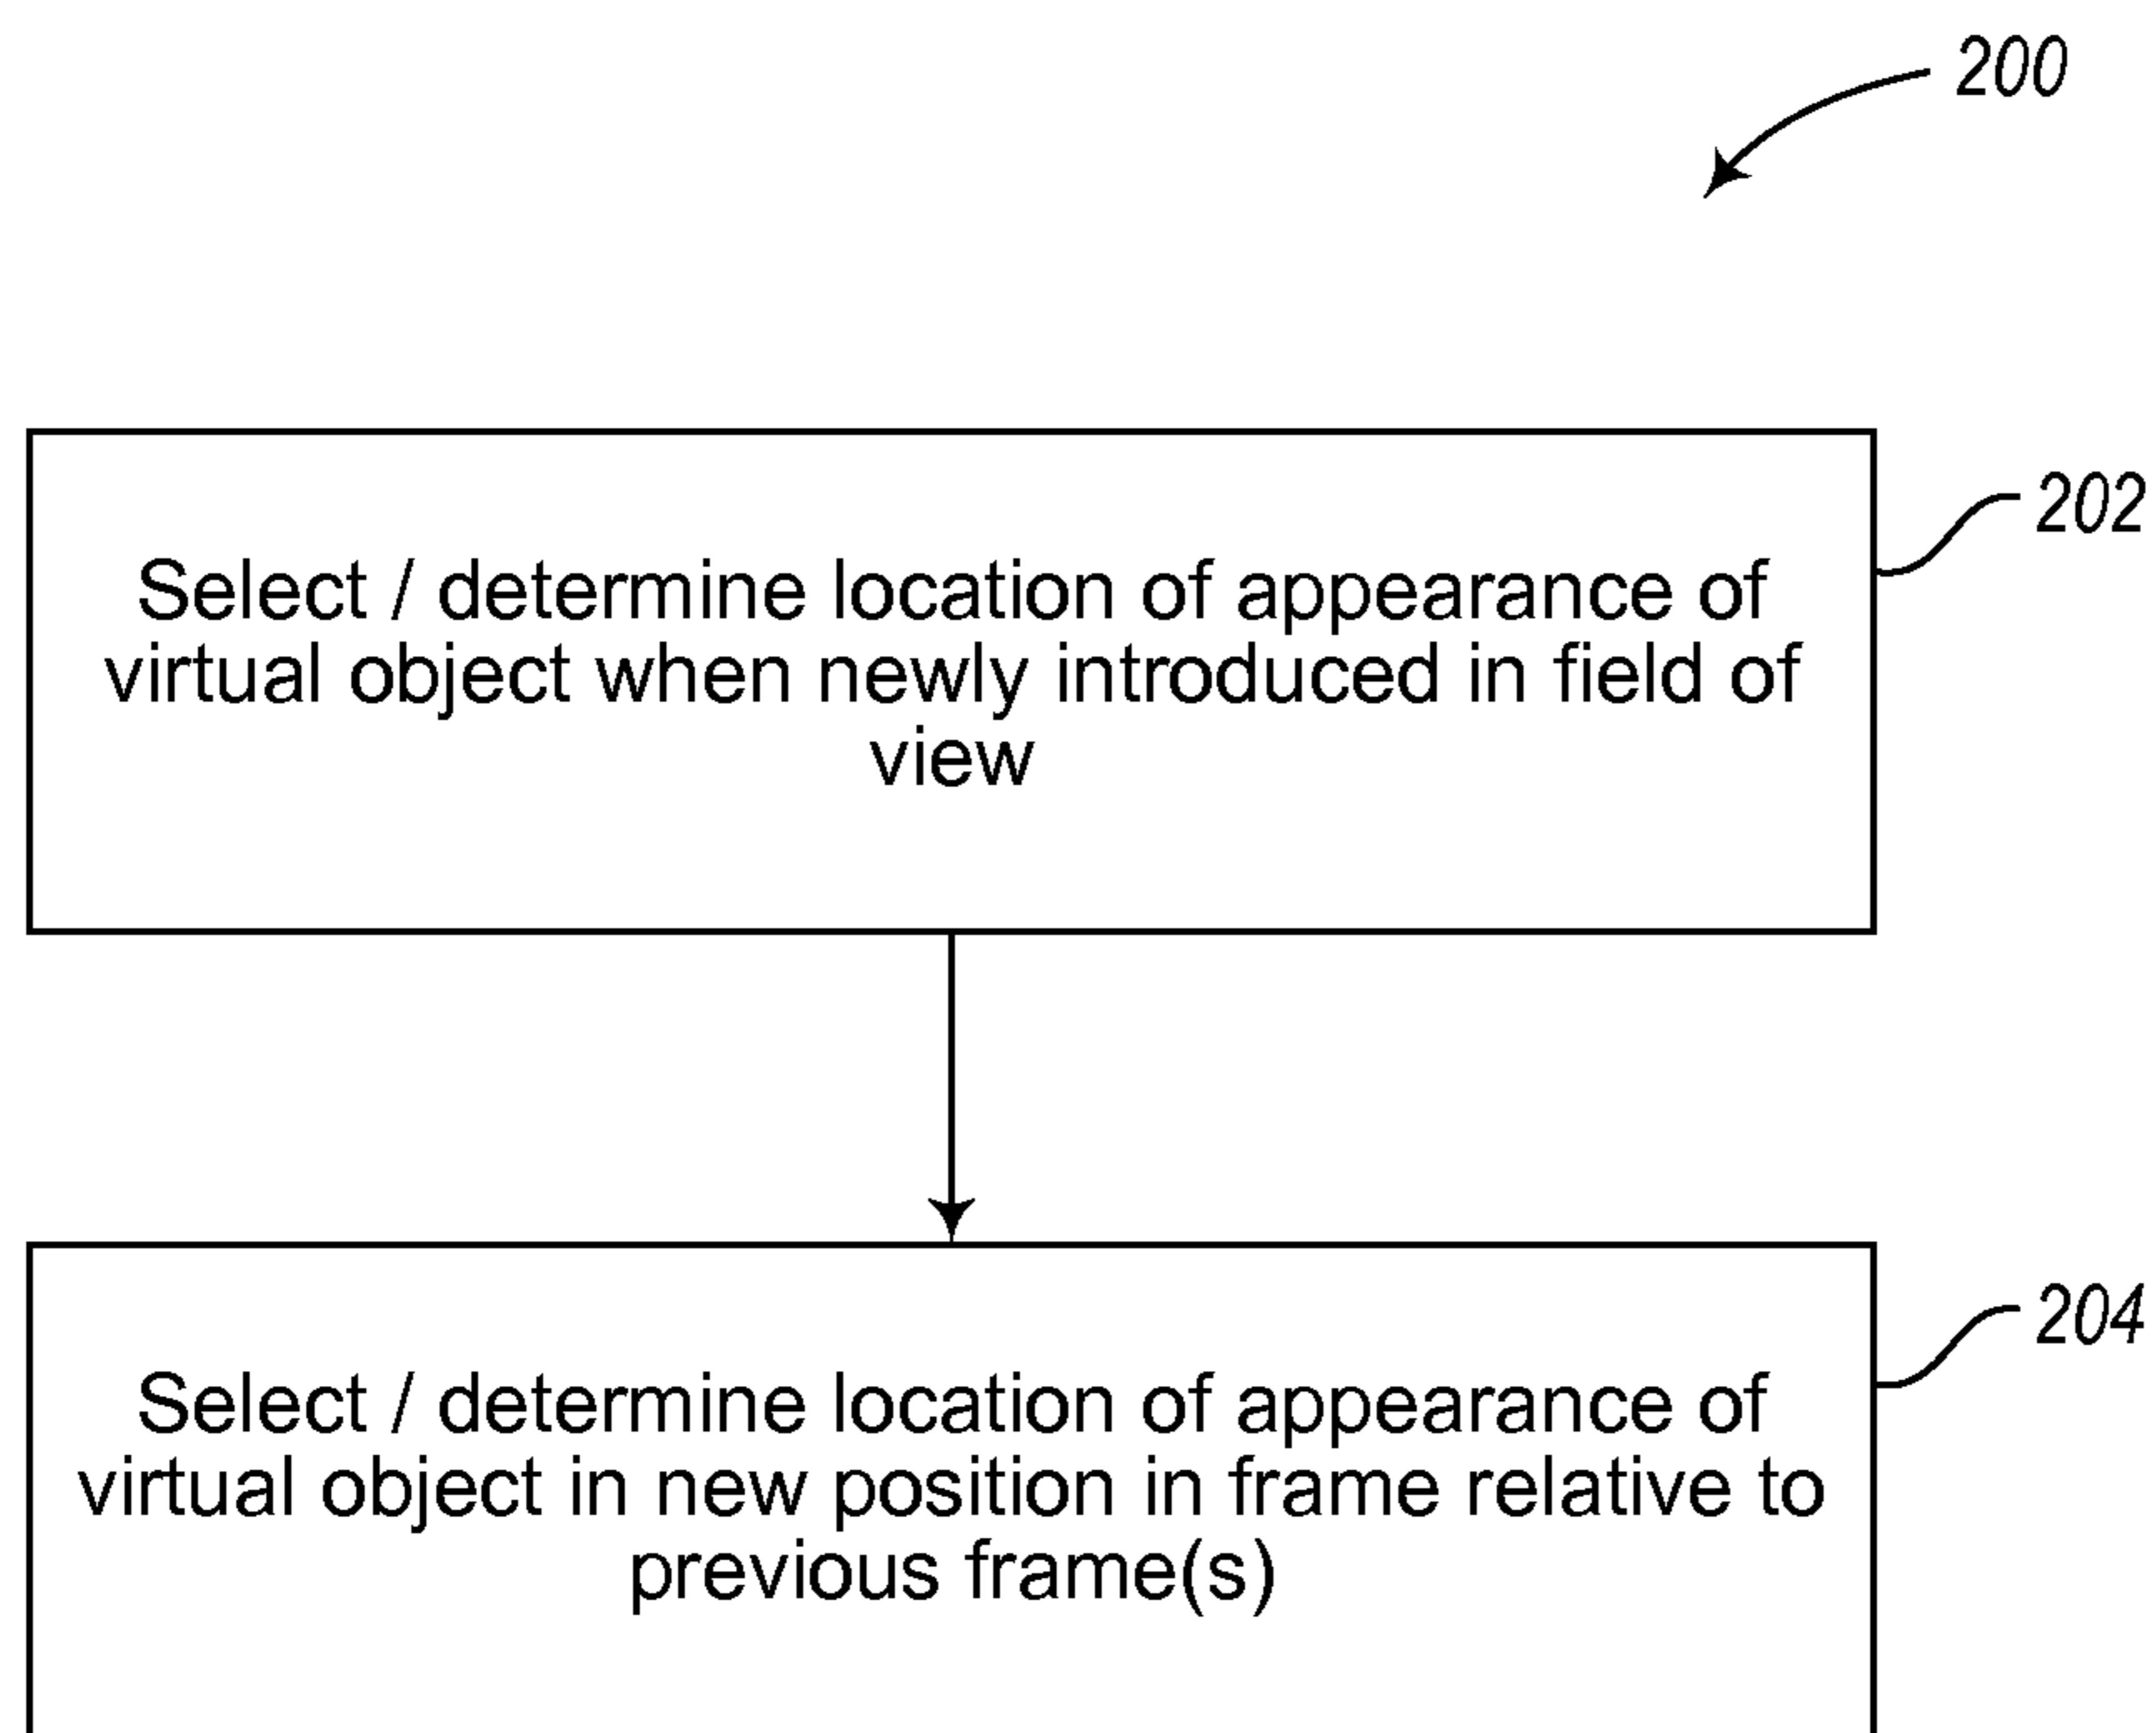 200
202
Select / determine location of appearance of
virtual object when newly introduced in field of
view
204
Select / determine location of appearance of
virtual object in new position in frame relative to
previous frame(s)